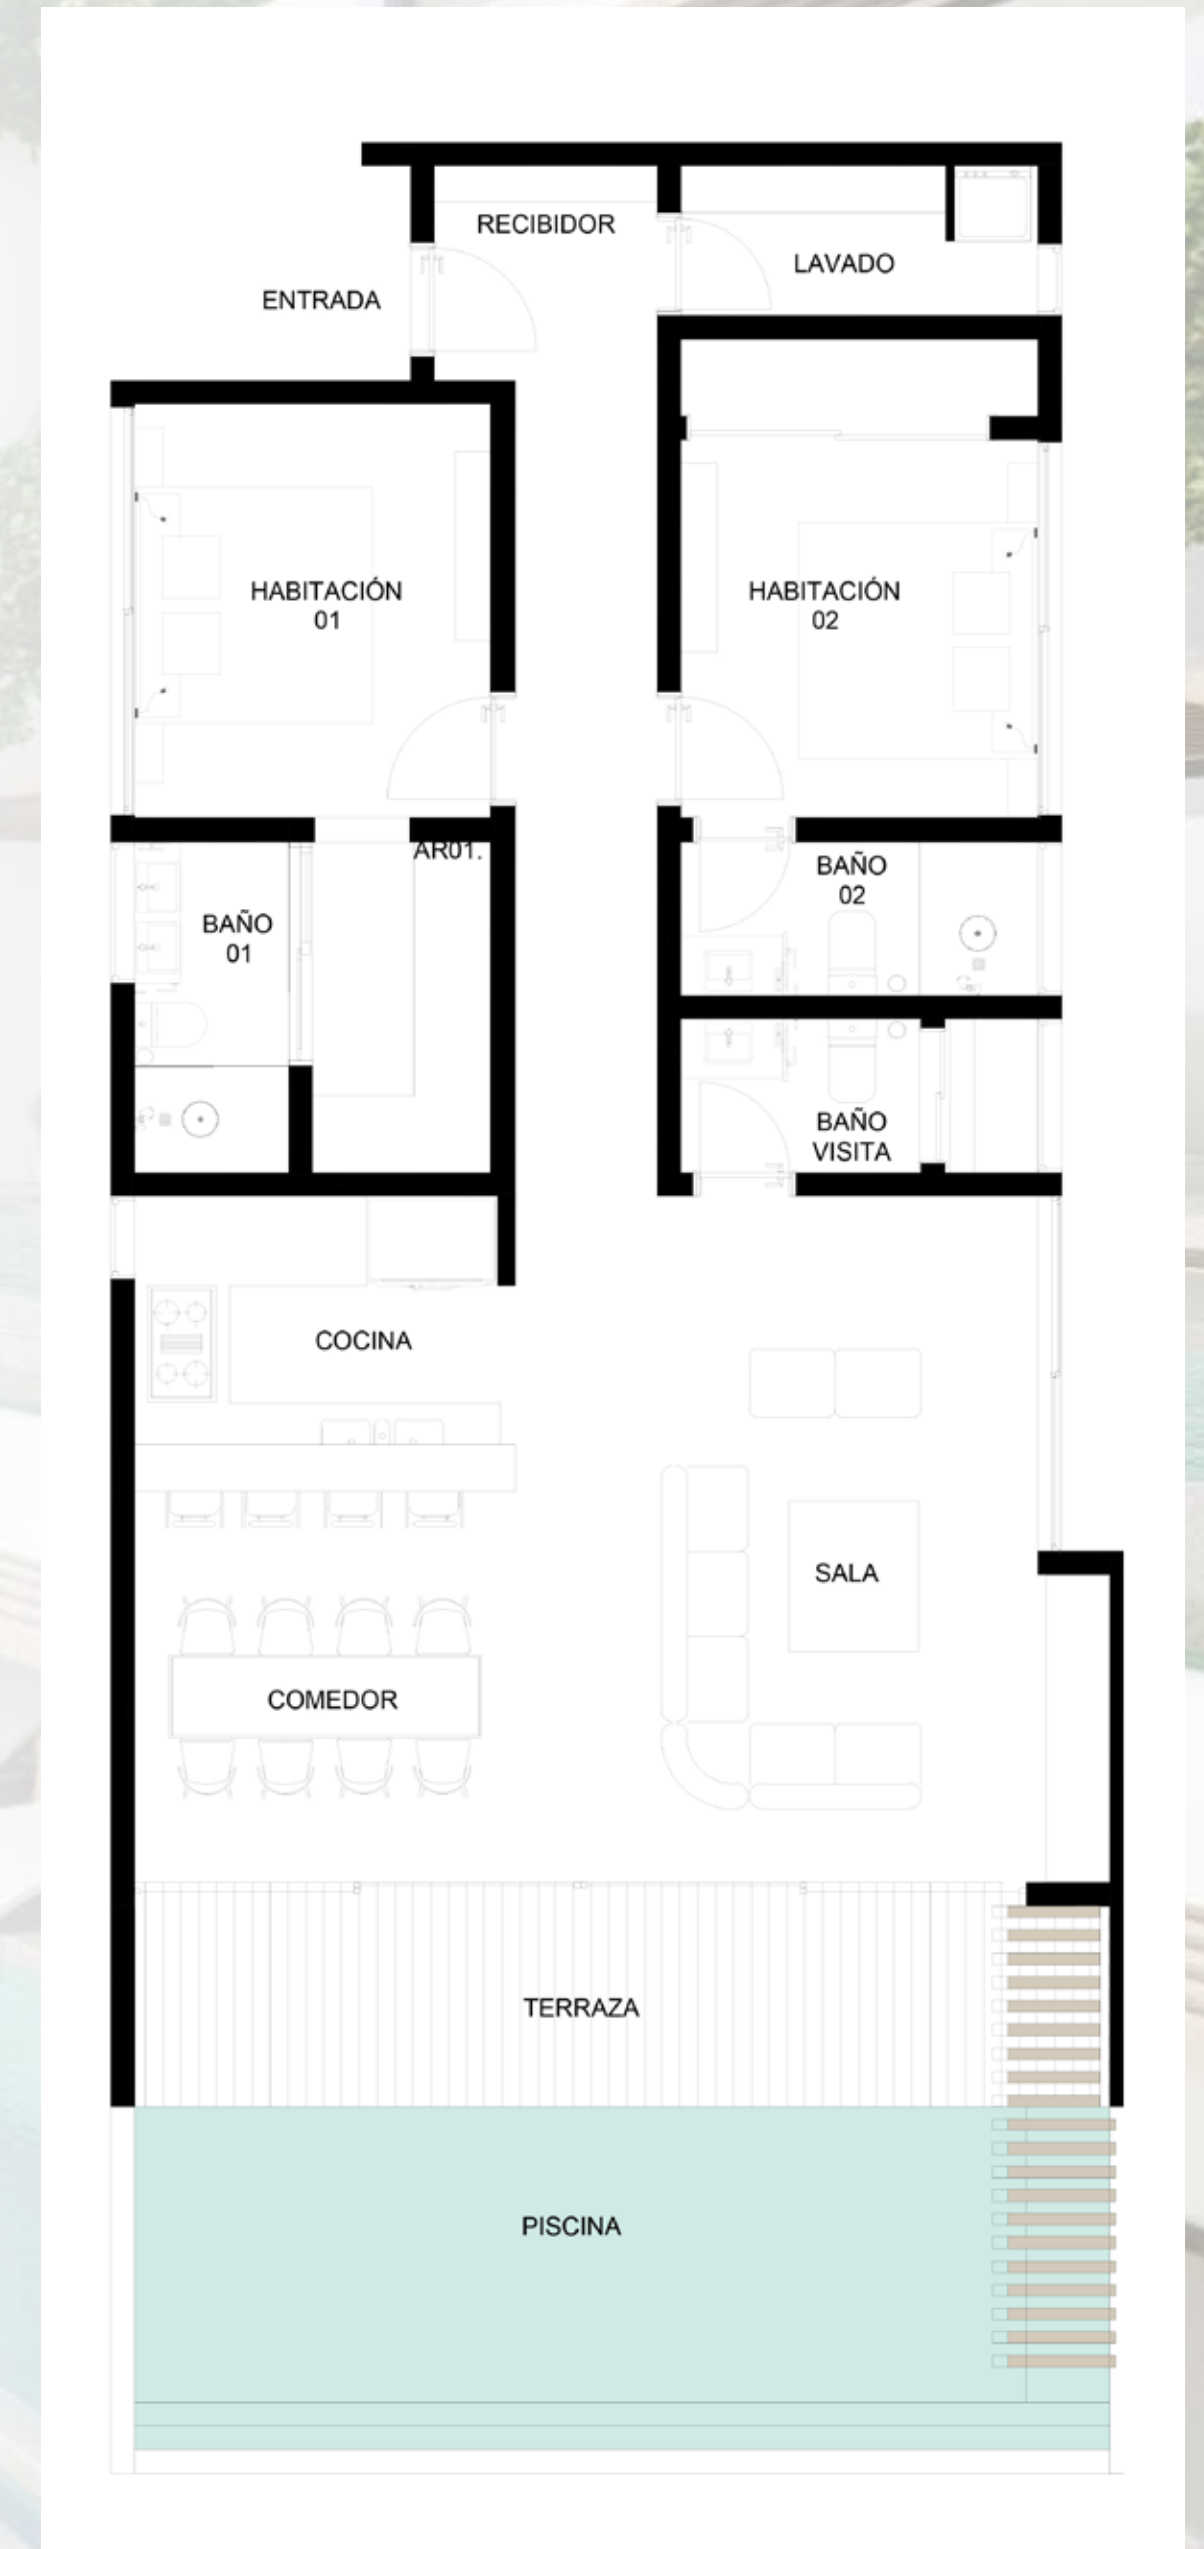 RECIBIDOR
LAVADO
ENTRADA
HABITACIÓN
01
HABITACIÓN
02
AR01.
BAÑO
01
BAÑO
02
BAÑO
VISITA
COCINA
SALA
COMEDOR
TERRAZA
PISCINA